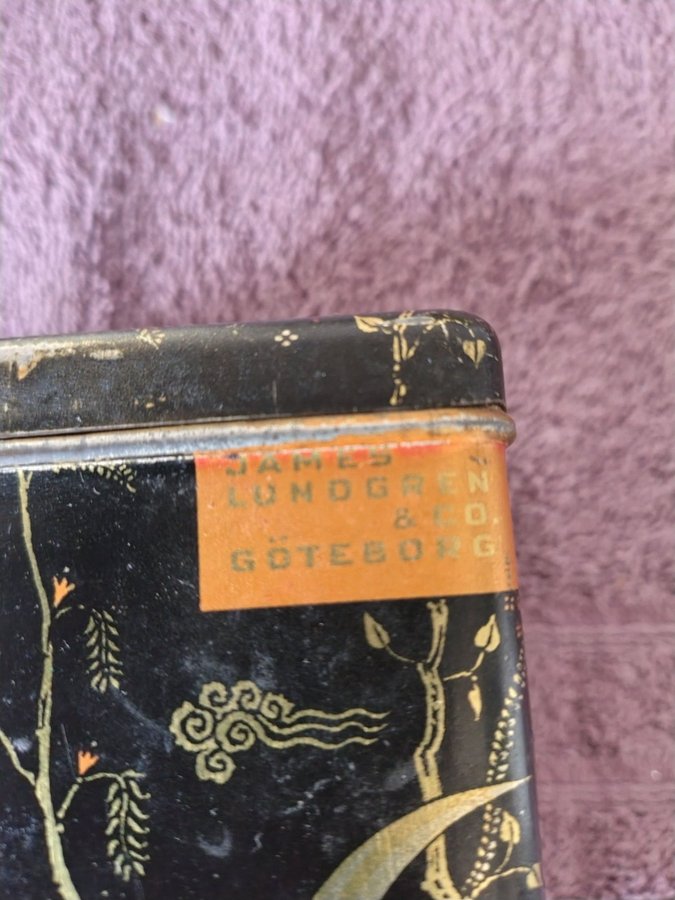 JAMES
LUNDGREN
& CO.
GÖTEBORG